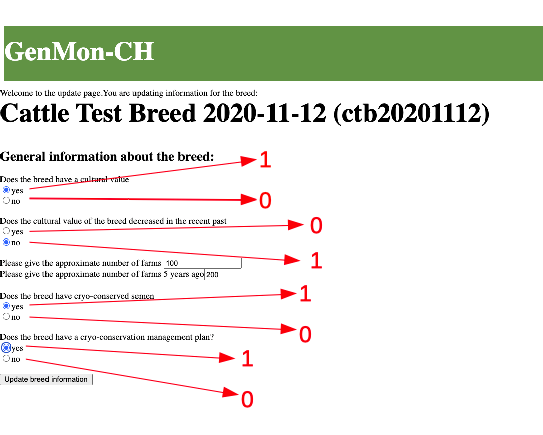 GenMon-CH
Welcome to the update page.You are updating information for the breed:
Cattle Test Breed 2020-11-12 (ctb20201112)
General information about the breed:
1
Does the breed have a cultural value
yes
no
0
Does the cultural value of the breed decreased in the recent past
0
yes
no
1
Please give the approximate number of farms 100
Please give the approximate number of farms 5 years ago 200
Does the breed have cryo-conserved semen
1
yes
no
0
Does the breed have a cryo-conservation management plan?
yes
1
no
Update breed information
0